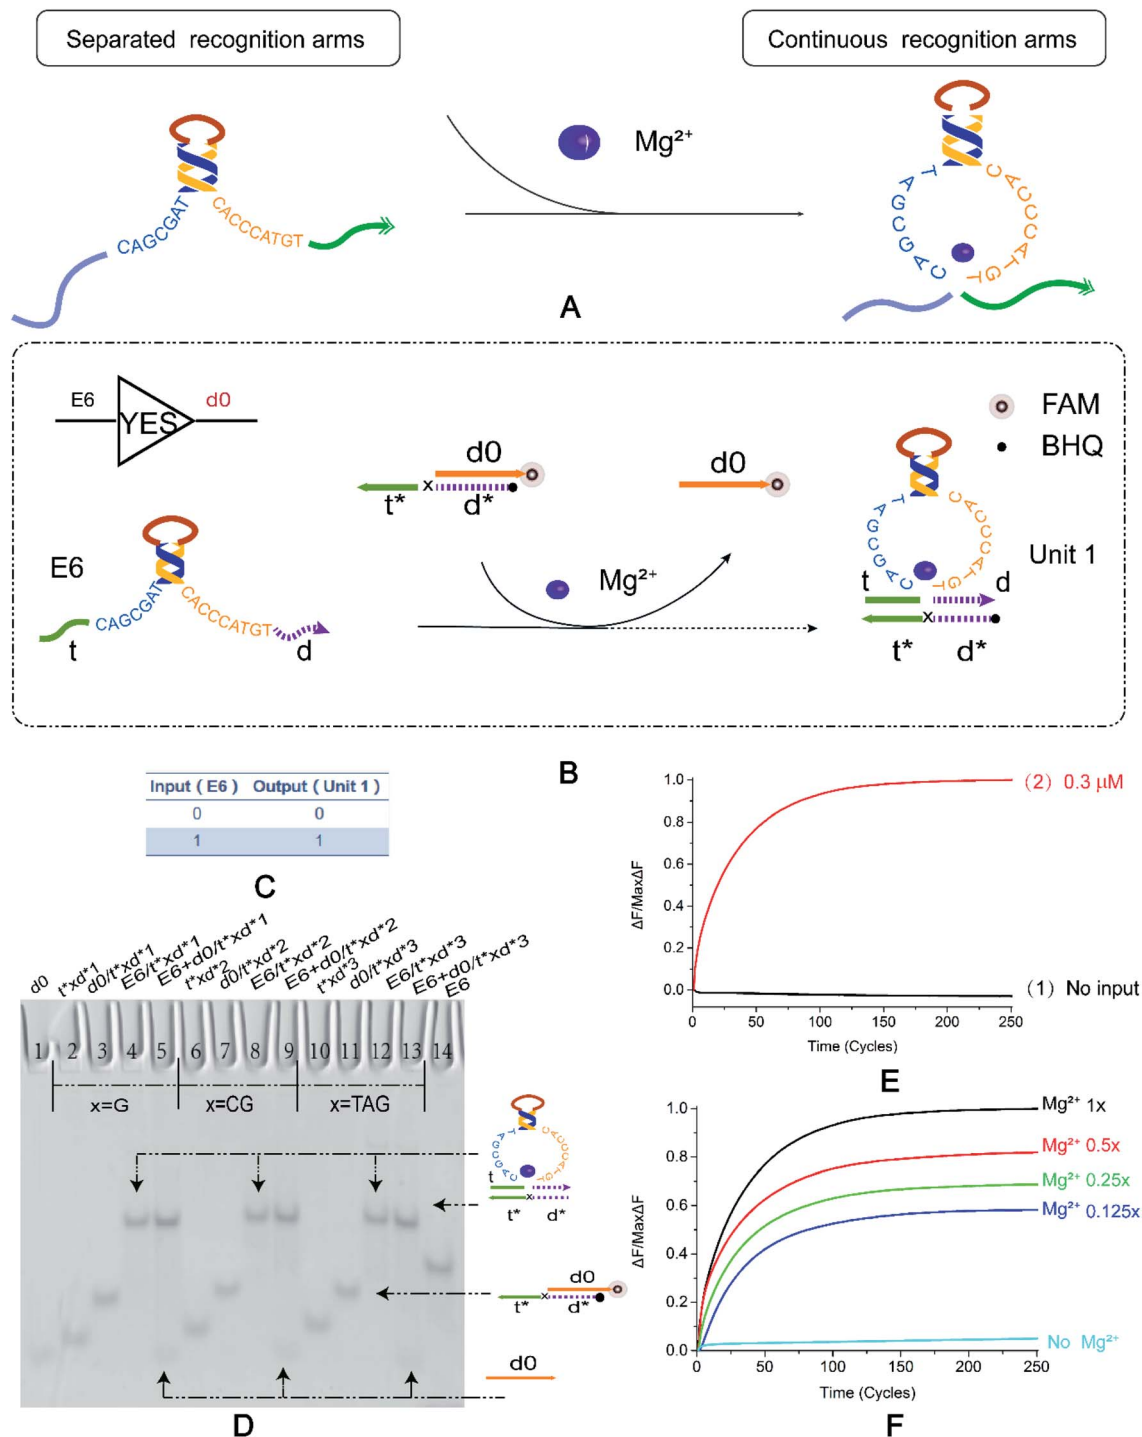 Separated recognition arms
Continuous recognition arms
Mg²⁺
CAGCGAT
CACCCATGT
TAGCGAC
CACCCATGT
A
E6
YES
d0
FAM
BHQ
d0
t*
x
d*
d0
E6
CAGCGAT
CACCCATGT
t
d
Mg²⁺
TAGCGAC
CACCCATGT
Unit 1
t
d
x
t*
d*
B
Input ( E6 ) Output ( Unit 1 )
0 0
1 1
C
1.0
0.8
0.6
0.4
0.2
0.0
ΔF/MaxΔF
(2) 0.3 μM
(1) No input
0 50 100 150 200 250
Time (Cycles)
E
d0
t*xd*1
d0/t*xd*1
E6/t*xd*1
E6+d0/t*xd*1
t*xd*2
d0/t*xd*2
E6/t*xd*2
E6+d0/t*xd*2
t*xd*3
d0/t*xd*3
E6/t*xd*3
E6+d0/t*xd*3
E6
1 2 3 4 5 6 7 8 9 10 11 12 13 14
x=G x=CG x=TAG
TAGCGAC
CACCCATGT
t
x
t* d*
d0
x
t* d*
d0
D
1.0
0.8
0.6
0.4
0.2
0.0
ΔF/MaxΔF
Mg²⁺ 1x
Mg²⁺ 0.5x
Mg²⁺ 0.25x
Mg²⁺ 0.125x
No Mg²⁺
0 50 100 150 200 250
Time (Cycles)
F